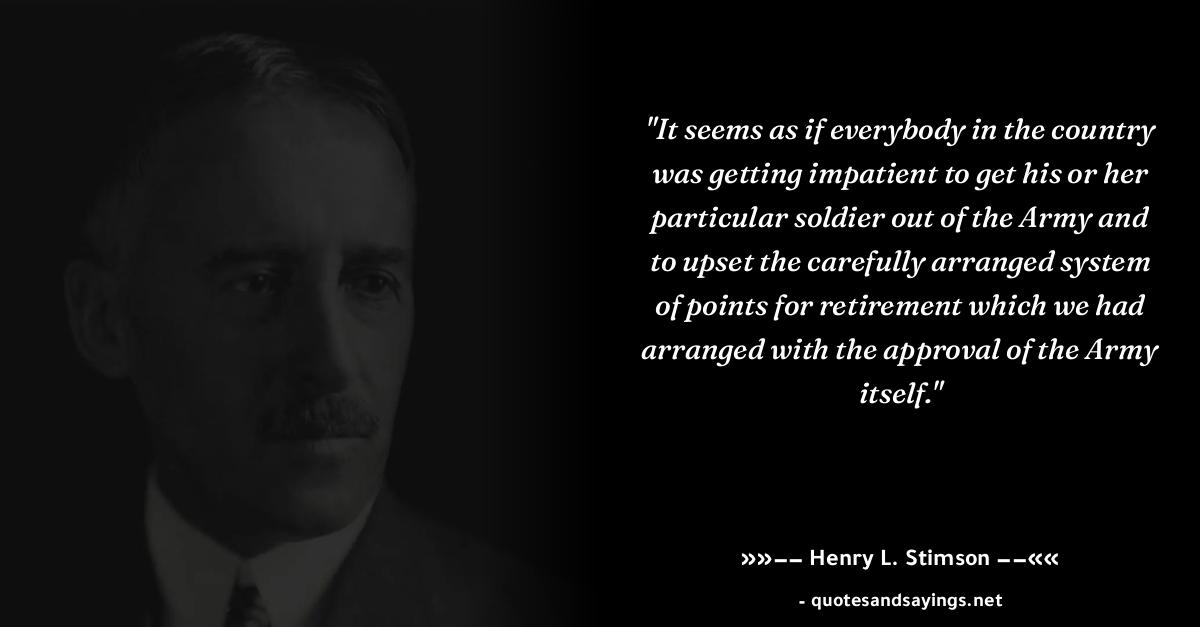 "It seems as if everybody in the country
was getting impatient to get his or her
particular soldier out of the Army and
to upset the carefully arranged system
of points for retirement which we had
arranged with the approval of the Army
itself."
»»−− Henry L. Stimson −−««
- quotesandsayings.net